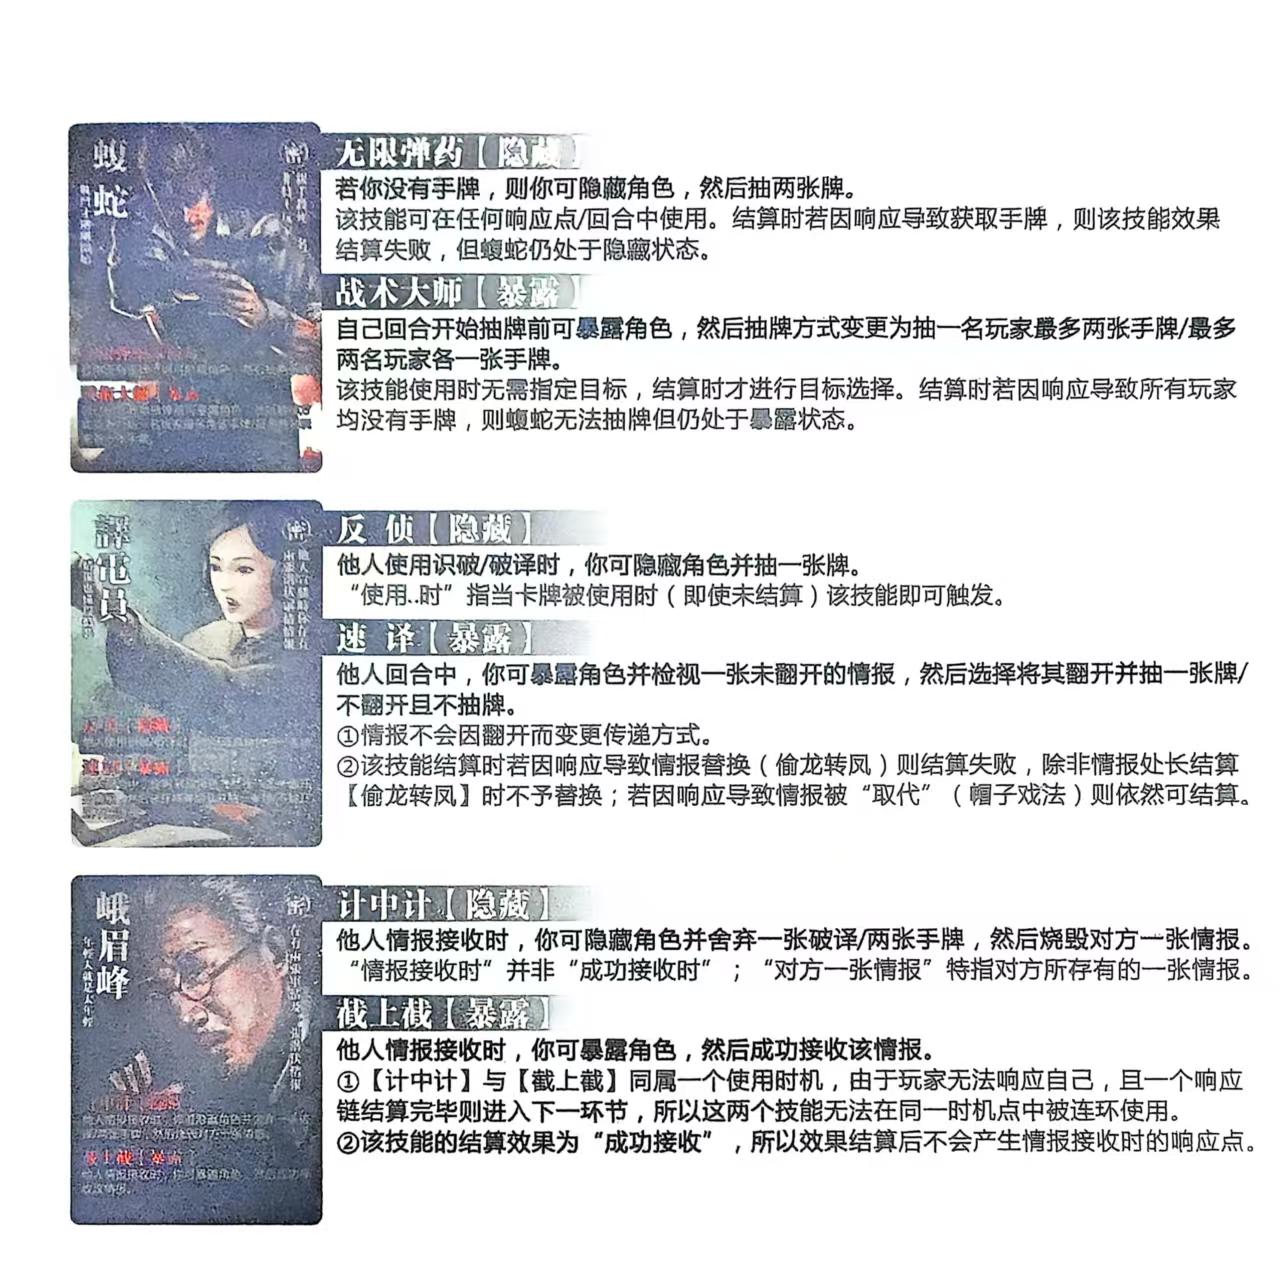 蝮蛇
密
无限弹药【隐藏】
若你没有手牌，则你可隐藏角色，然后抽两张牌。
该技能可在任何响应点/回合中使用。结算时若因响应导致获取手牌，则该技能效果
结算失败，但蝮蛇仍处于隐藏状态。
战术大师【暴露】
自己回合开始抽牌前可暴露角色，然后抽牌方式变更为抽一名玩家最多两张手牌/最多
两名玩家各一张手牌。
该技能使用时无需指定目标，结算时才进行目标选择。结算时若因响应导致所有玩家
均没有手牌，则蝮蛇无法抽牌但仍处于暴露状态。
譯電員
密
反 侦【隐藏】
他人使用识破/破译时，你可隐藏角色并抽一张牌。
“使用..时”指当卡牌被使用时（即使未结算）该技能即可触发。
速 译【暴露】
他人回合中，你可暴露角色并检视一张未翻开的情报，然后选择将其翻开并抽一张牌/
不翻开且不抽牌。
①情报不会因翻开而变更传递方式。
②该技能结算时若因响应导致情报替换（偷龙转凤）则结算失败，除非情报处长结算
【偷龙转凤】时不予替换；若因响应导致情报被“取代”（帽子戏法）则依然可结算。
峨眉峰
年輕人就是太年輕
密
计中计【隐藏】
他人情报接收时，你可隐藏角色并舍弃一张破译/两张手牌，然后烧毁对方一张情报。
“情报接收时”并非“成功接收时”；“对方一张情报”特指对方所存有的一张情报。
截上截【暴露】
他人情报接收时，你可暴露角色，然后成功接收该情报。
①【计中计】与【截上截】同属一个使用时机，由于玩家无法响应自己，且一个响应
链结算完毕则进入下一环节，所以这两个技能无法在同一时机点中被连环使用。
②该技能的结算效果为“成功接收”，所以效果结算后不会产生情报接收时的响应点。